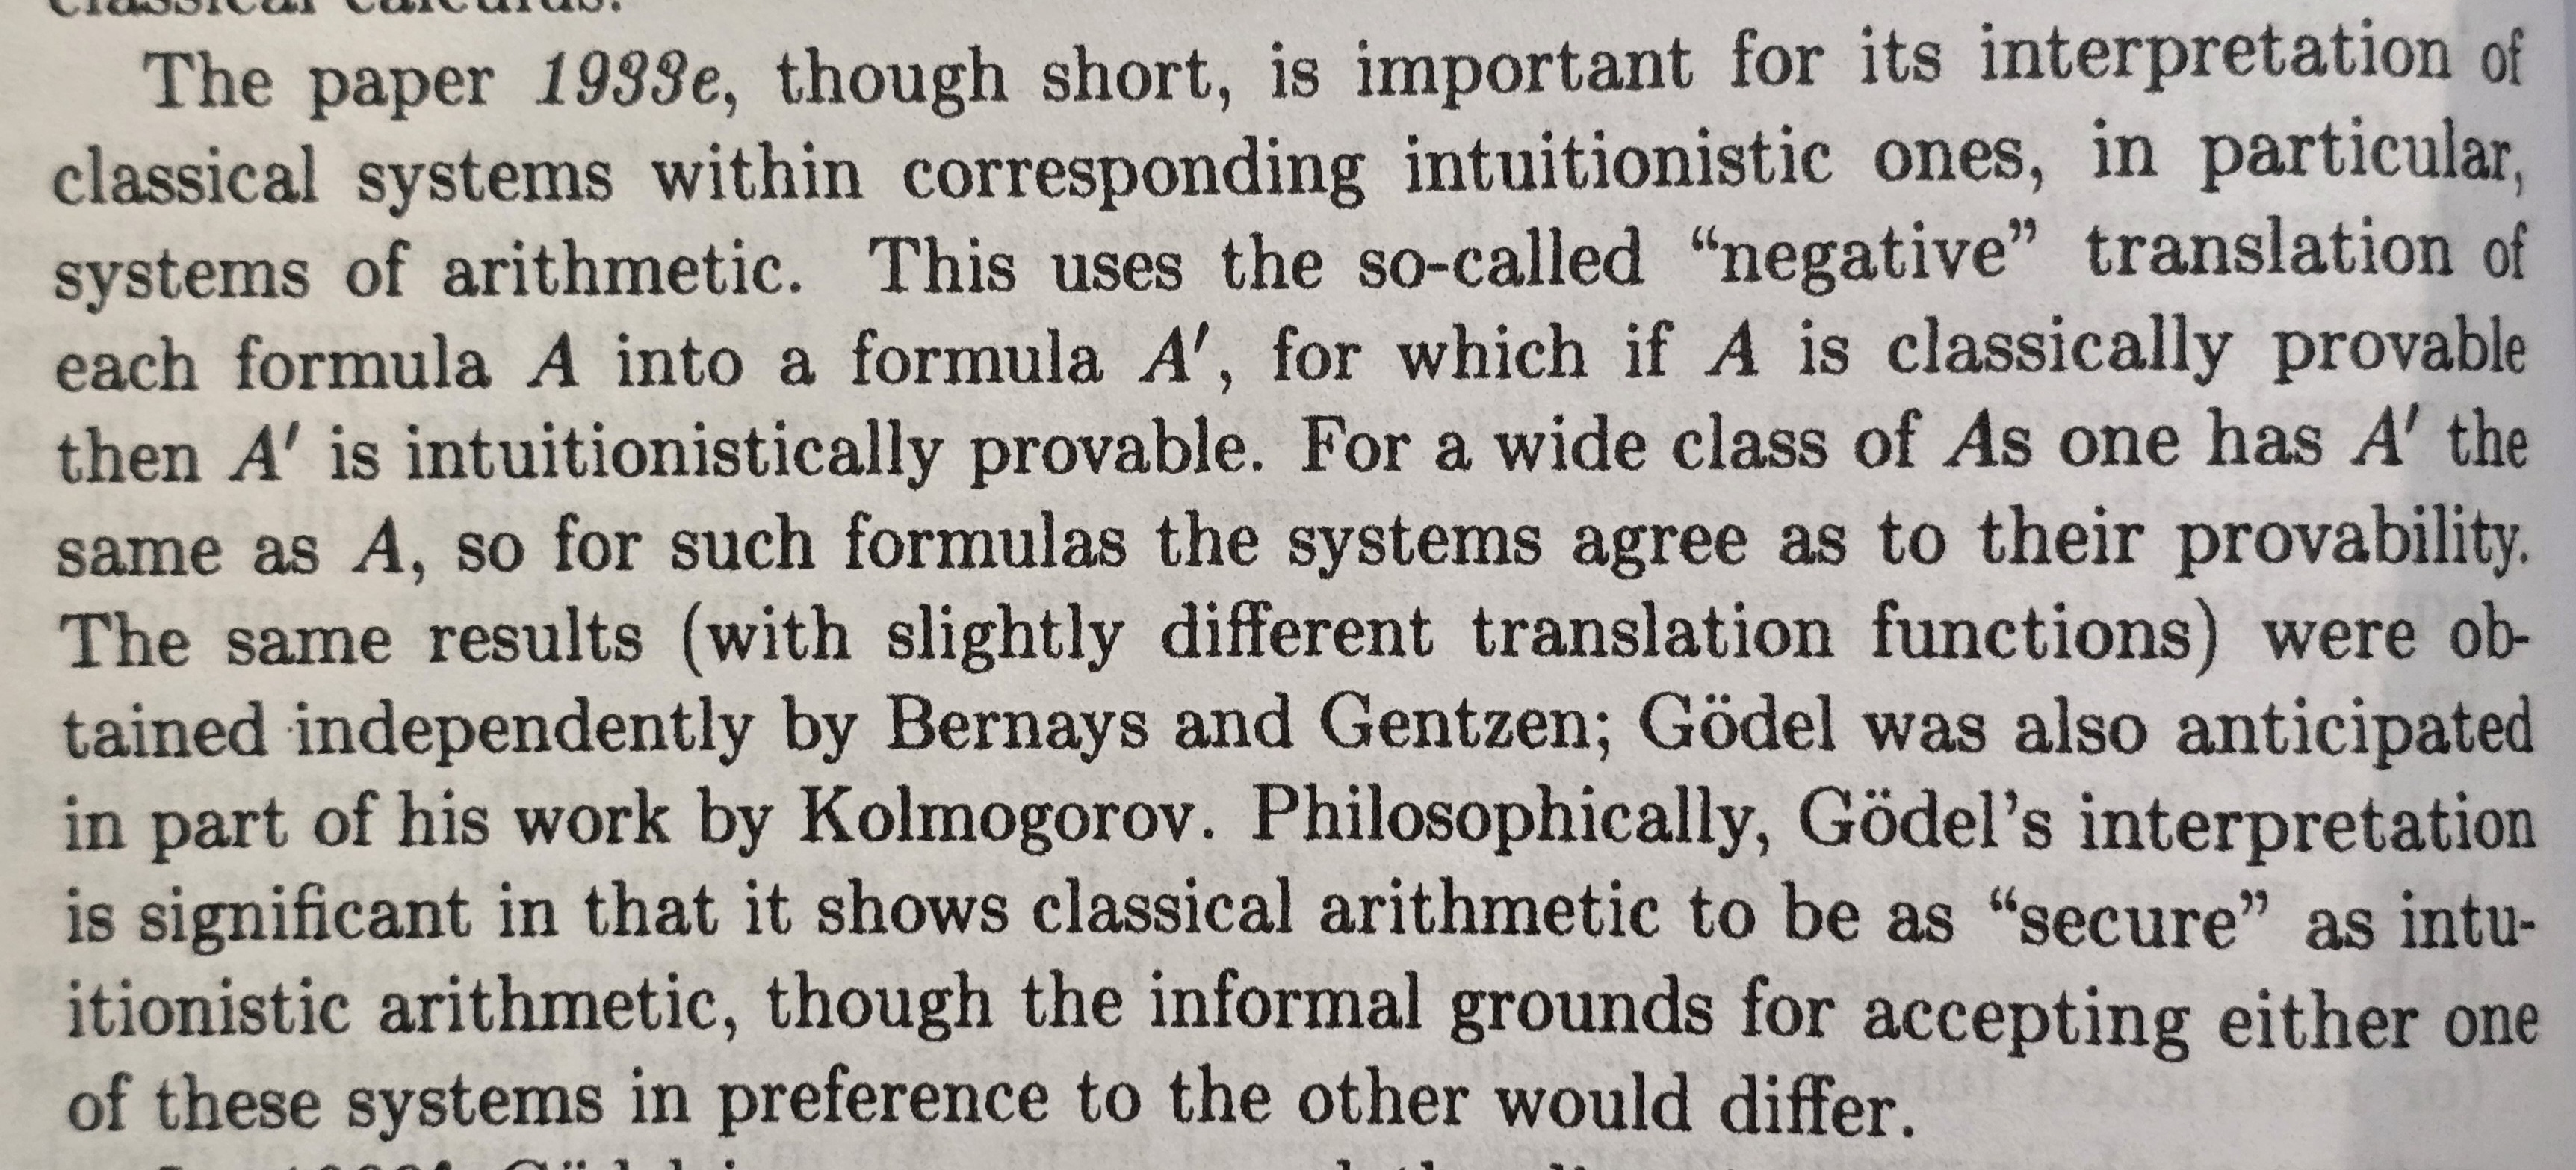 The paper 1933e, though short, is important for its interpretation of
classical systems within corresponding intuitionistic ones, in particular,
systems of arithmetic. This uses the so-called “negative” translation of
each formula A into a formula A′, for which if A is classically provable
then A′ is intuitionistically provable. For a wide class of As one has A′ the
same as A, so for such formulas the systems agree as to their provability.
The same results (with slightly different translation functions) were ob-
tained independently by Bernays and Gentzen; Gödel was also anticipated
in part of his work by Kolmogorov. Philosophically, Gödel’s interpretation
is significant in that it shows classical arithmetic to be as “secure” as intu-
itionistic arithmetic, though the informal grounds for accepting either one
of these systems in preference to the other would differ.